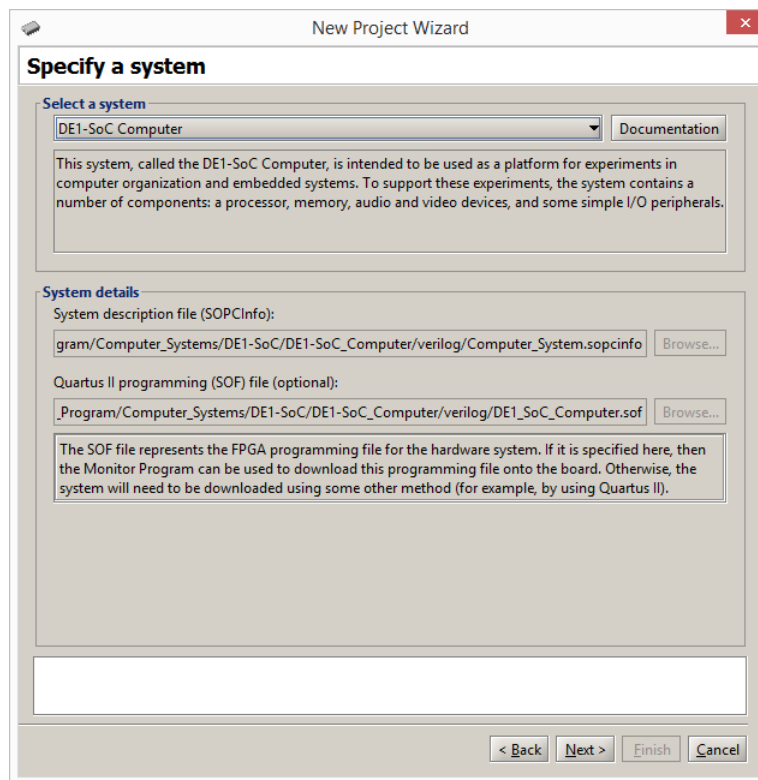 New Project Wizard
Specify a system
Select a system
DE1-SoC Computer
Documentation
This system, called the DE1-SoC Computer, is intended to be used as a platform for experiments in
computer organization and embedded systems. To support these experiments, the system contains a
number of components: a processor, memory, audio and video devices, and some simple I/O peripherals.
System details
System description file (SOPCInfo):
gram/Computer_Systems/DE1-SoC/DE1-SoC_Computer/verilog/Computer_System.sopcinfo
Browse...
Quartus II programming (SOF) file (optional):
_Program/Computer_Systems/DE1-SoC/DE1-SoC_Computer/verilog/DE1_SoC_Computer.sof
Browse...
The SOF file represents the FPGA programming file for the hardware system. If it is specified here, then
the Monitor Program can be used to download this programming file onto the board. Otherwise, the
system will need to be downloaded using some other method (for example, by using Quartus II).
< Back
Next >
Finish
Cancel